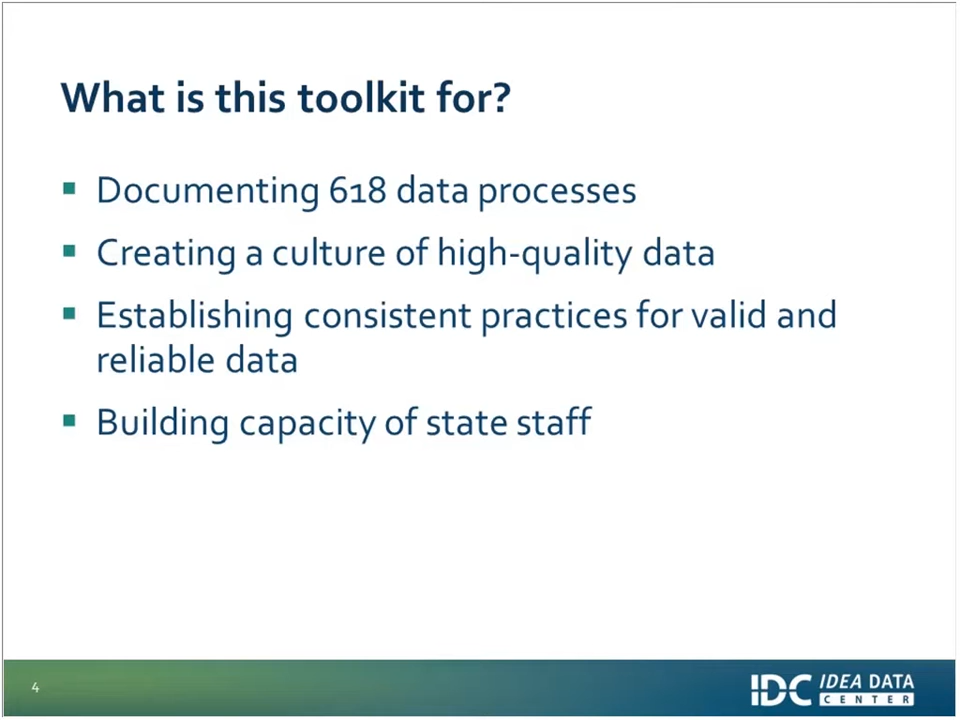 What is this toolkit for?
▪ Documenting 618 data processes
▪ Creating a culture of high-quality data
▪ Establishing consistent practices for valid and
reliable data
▪ Building capacity of state staff
4
IDC IDEA DATA
CENTER